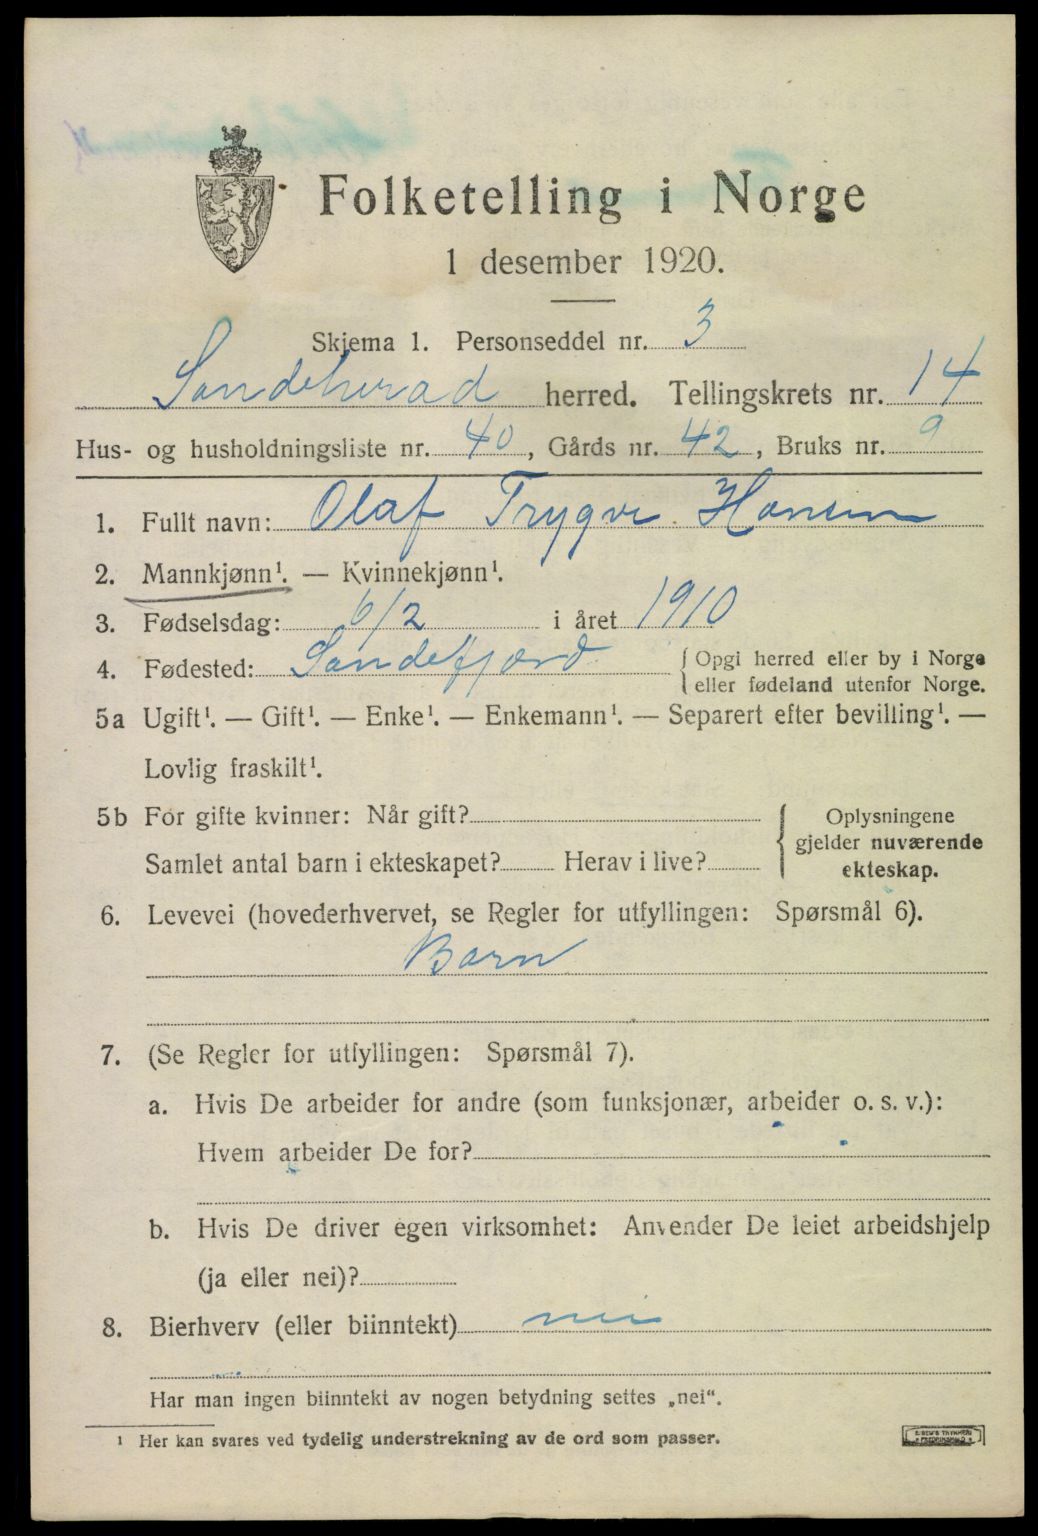 Folketelling i Norge
1 desember 1920.
Skjema 1. Personseddel nr. 3
Sandeherad herred. Tellingskrets nr. 14
Hus- og husholdningsliste nr. 40, Gårds nr. 42, Bruks nr. 9
1. Fullt navn: Olaf Trygve Hansen
2. Mannkjønn¹. — Kvinnekjønn¹.
3. Fødselsdag: 6/2 i året 1910
4. Fødested: Sandefjord { Opgi herred eller by i Norge
eller fødeland utenfor Norge.
5a Ugift¹. — Gift¹. — Enke¹. — Enkemann¹. — Separert efter bevilling¹. —
Lovlig fraskilt¹.
5b For gifte kvinner: Når gift?
Samlet antal barn i ekteskapet? Herav i live?
{ Oplysningene
gjelder nuværende
ekteskap.
6. Levevei (hovederhvervet, se Regler for utfyllingen: Spørsmål 6).
Barn
7. (Se Regler for utfyllingen: Spørsmål 7).
a. Hvis De arbeider for andre (som funksjonær, arbeider o. s. v.):
Hvem arbeider De for?
b. Hvis De driver egen virksomhet: Anvender De leiet arbeidshjelp
(ja eller nei)?
8. Bierhverv (eller biinntekt) nei
Har man ingen biinntekt av nogen betydning settes „nei“.
¹ Her kan svares ved tydelig understrekning av de ord som passer.